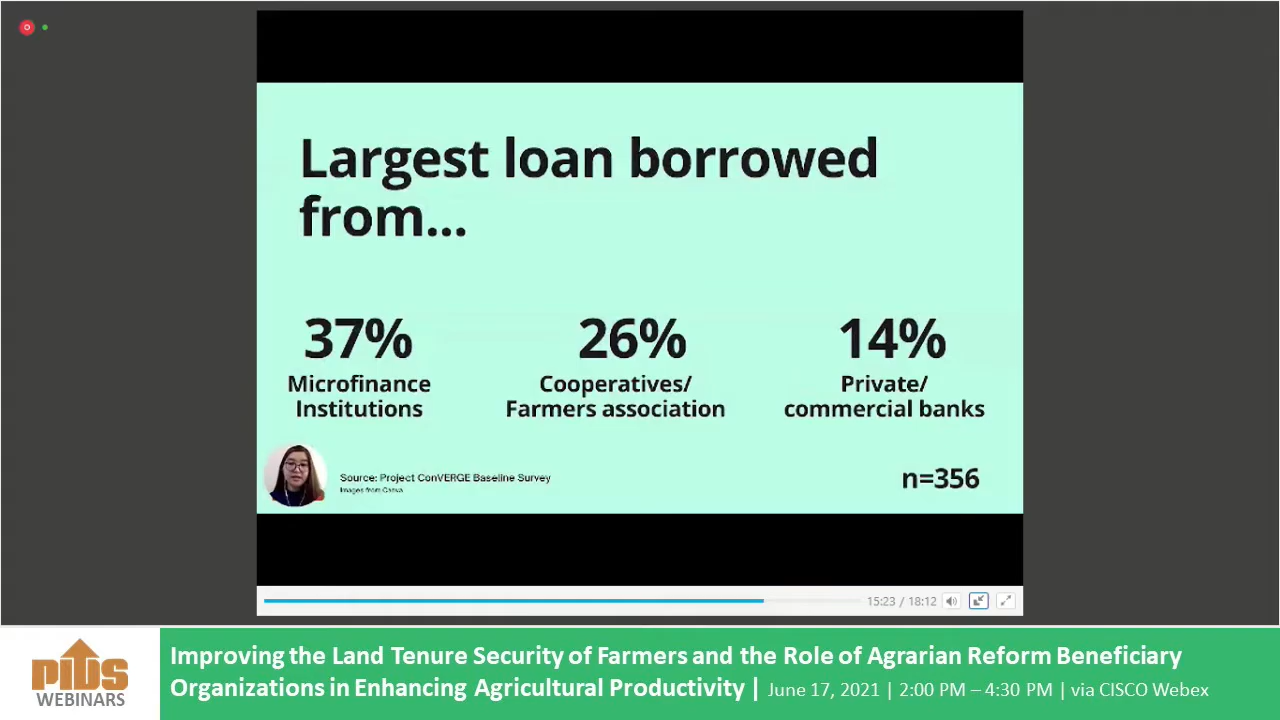 Largest loan borrowed
from...
37%
Microfinance
Institutions
26%
Cooperatives/
Farmers association
14%
Private/
commercial banks
Source: Project ConVERGE Baseline Survey
Images from Canva
n=356
15:23 / 18:12
PIDS
WEBINARS
Improving the Land Tenure Security of Farmers and the Role of Agrarian Reform Beneficiary
Organizations in Enhancing Agricultural Productivity | June 17, 2021 | 2:00 PM – 4:30 PM | via CISCO Webex